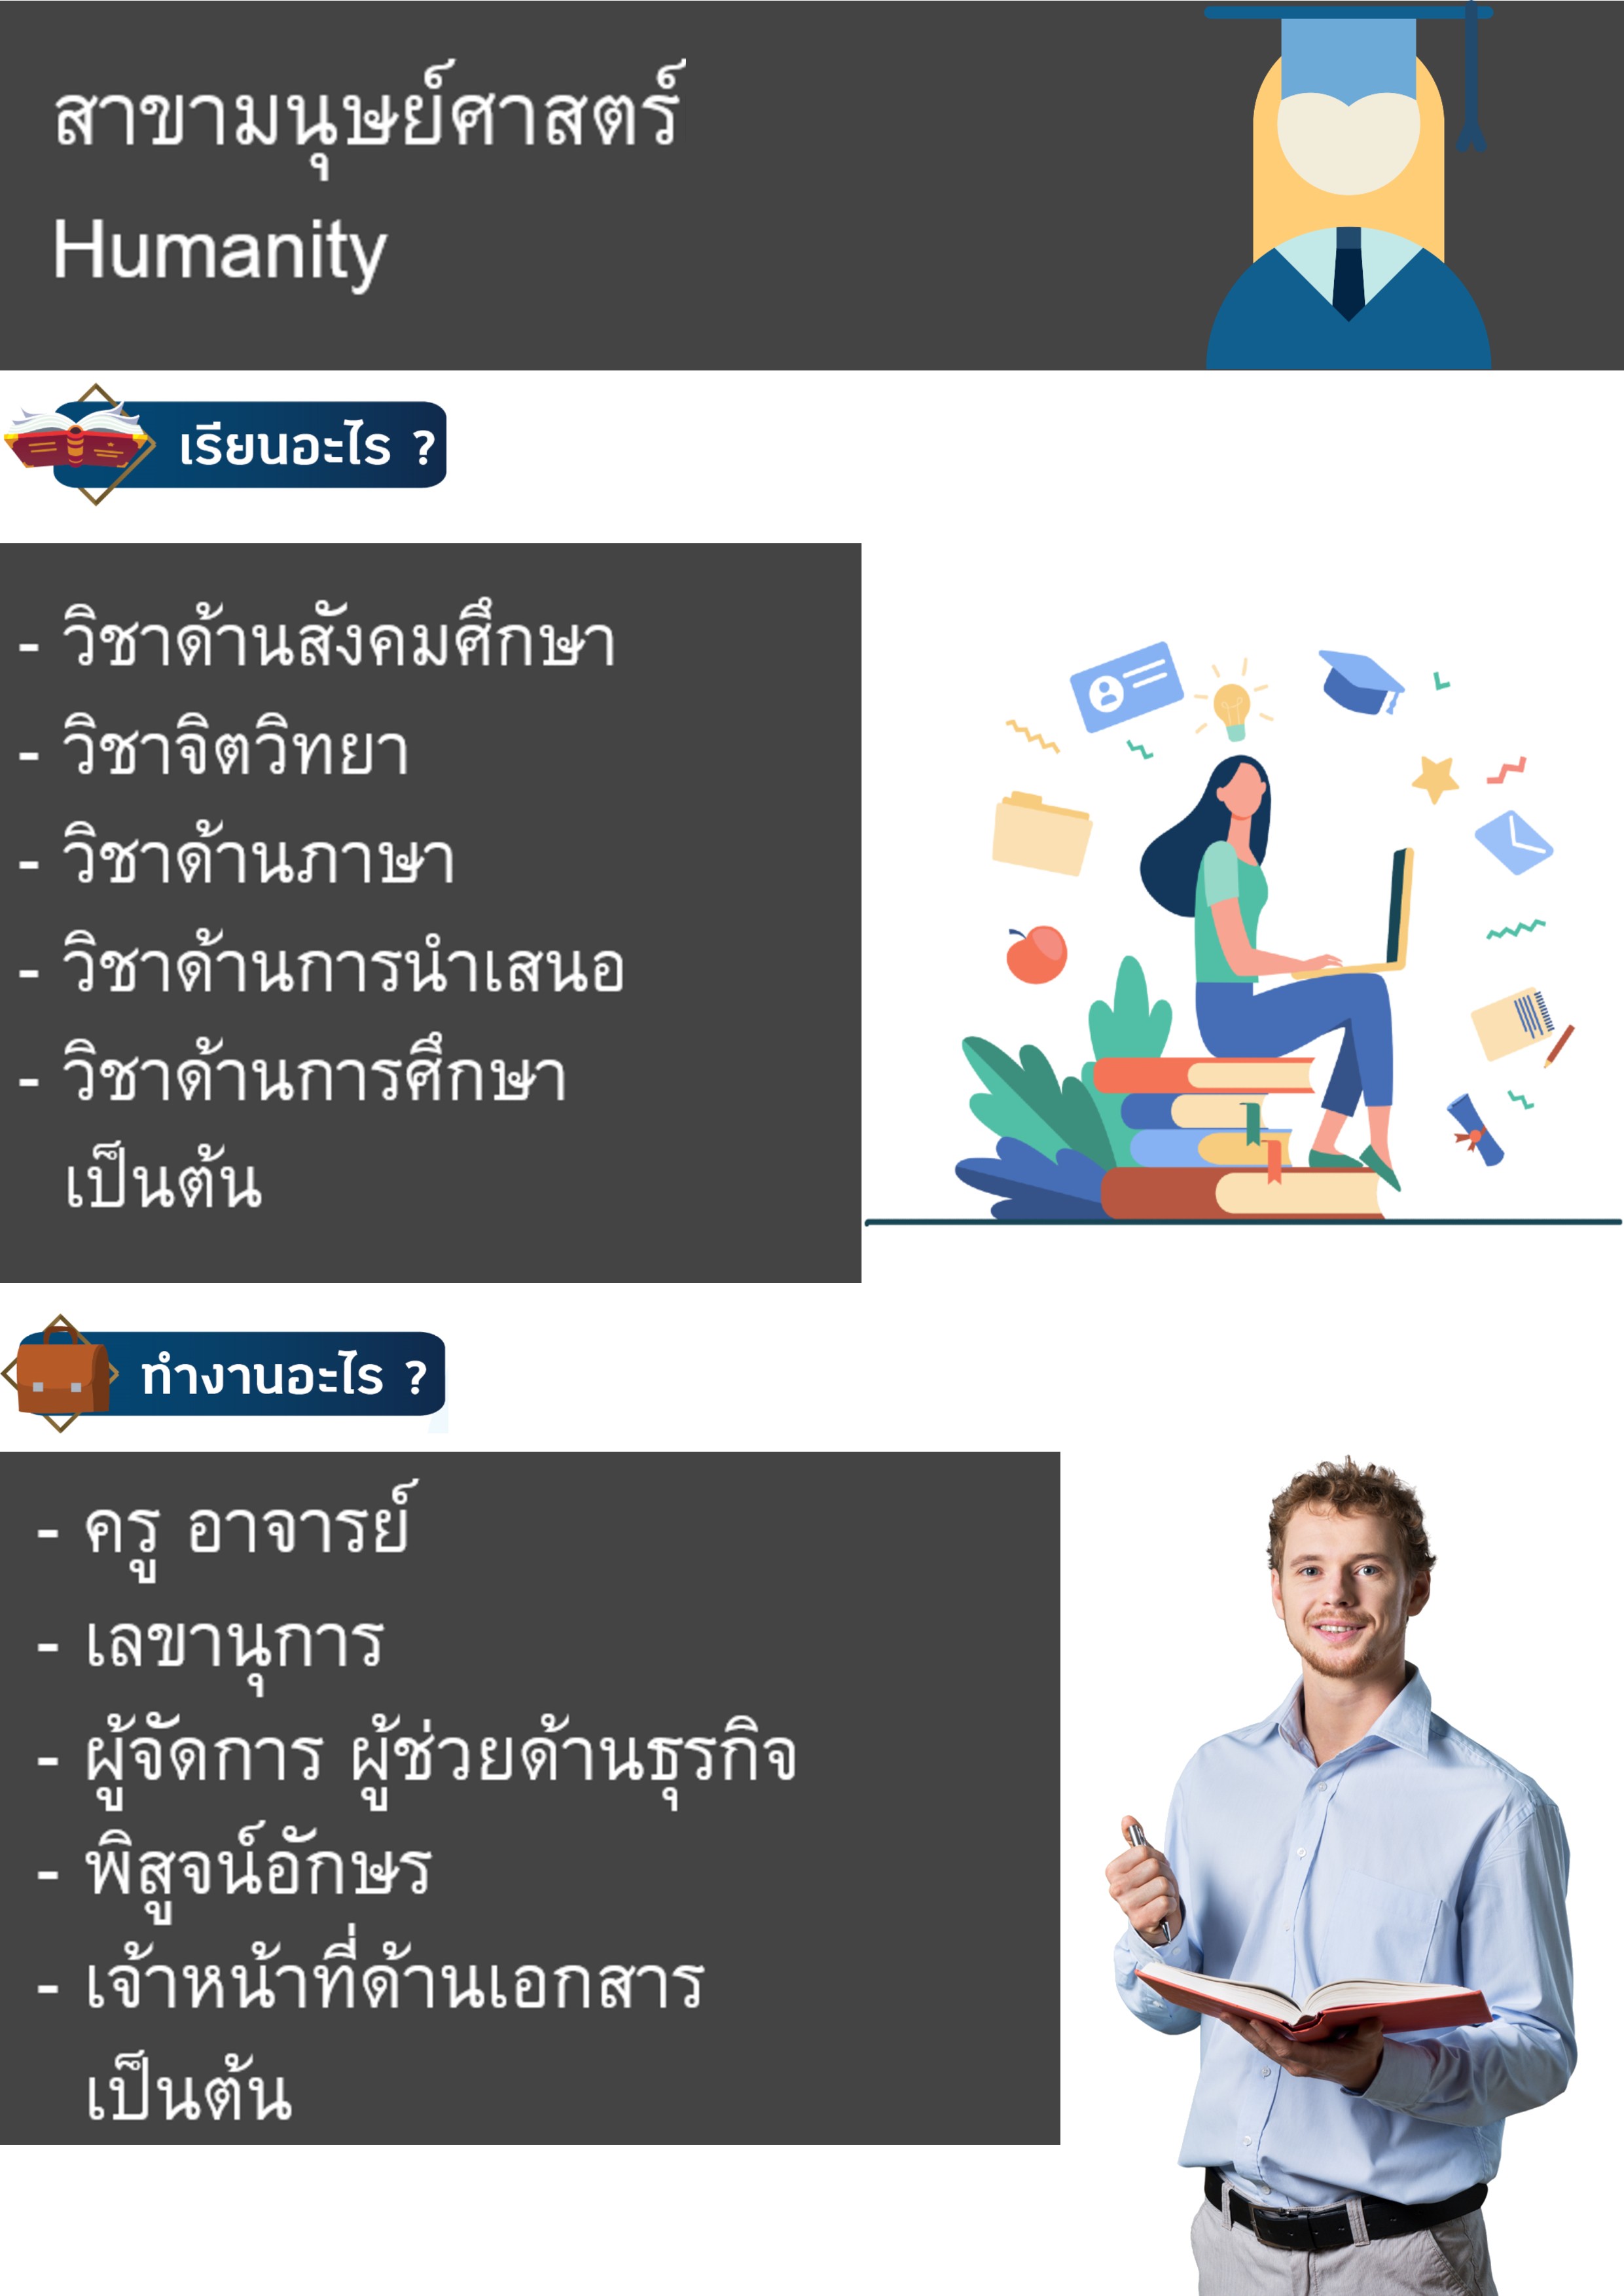 สาขามนุษย์ศาสตร์
Humanity
เรียนอะไร ?
- วิชาด้านสังคมศึกษา
- วิชาจิตวิทยา
- วิชาด้านภาษา
- วิชาด้านการนำเสนอ
- วิชาด้านการศึกษา
เป็นต้น
ทำงานอะไร ?
- ครู อาจารย์
- เลขานุการ
- ผู้จัดการ ผู้ช่วยด้านธุรกิจ
- พิสูจน์อักษร
- เจ้าหน้าที่ด้านเอกสาร
เป็นต้น